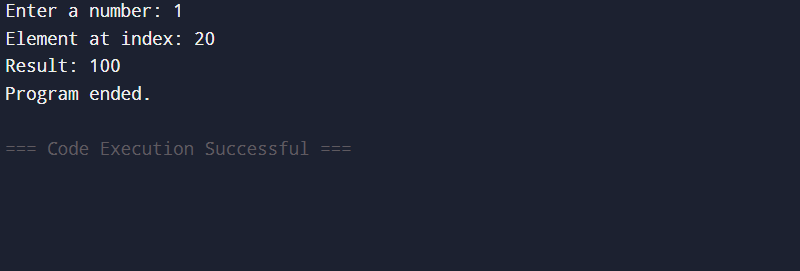 Enter a number: 1
Element at index: 20
Result: 100
Program ended.
=== Code Execution Successful ===